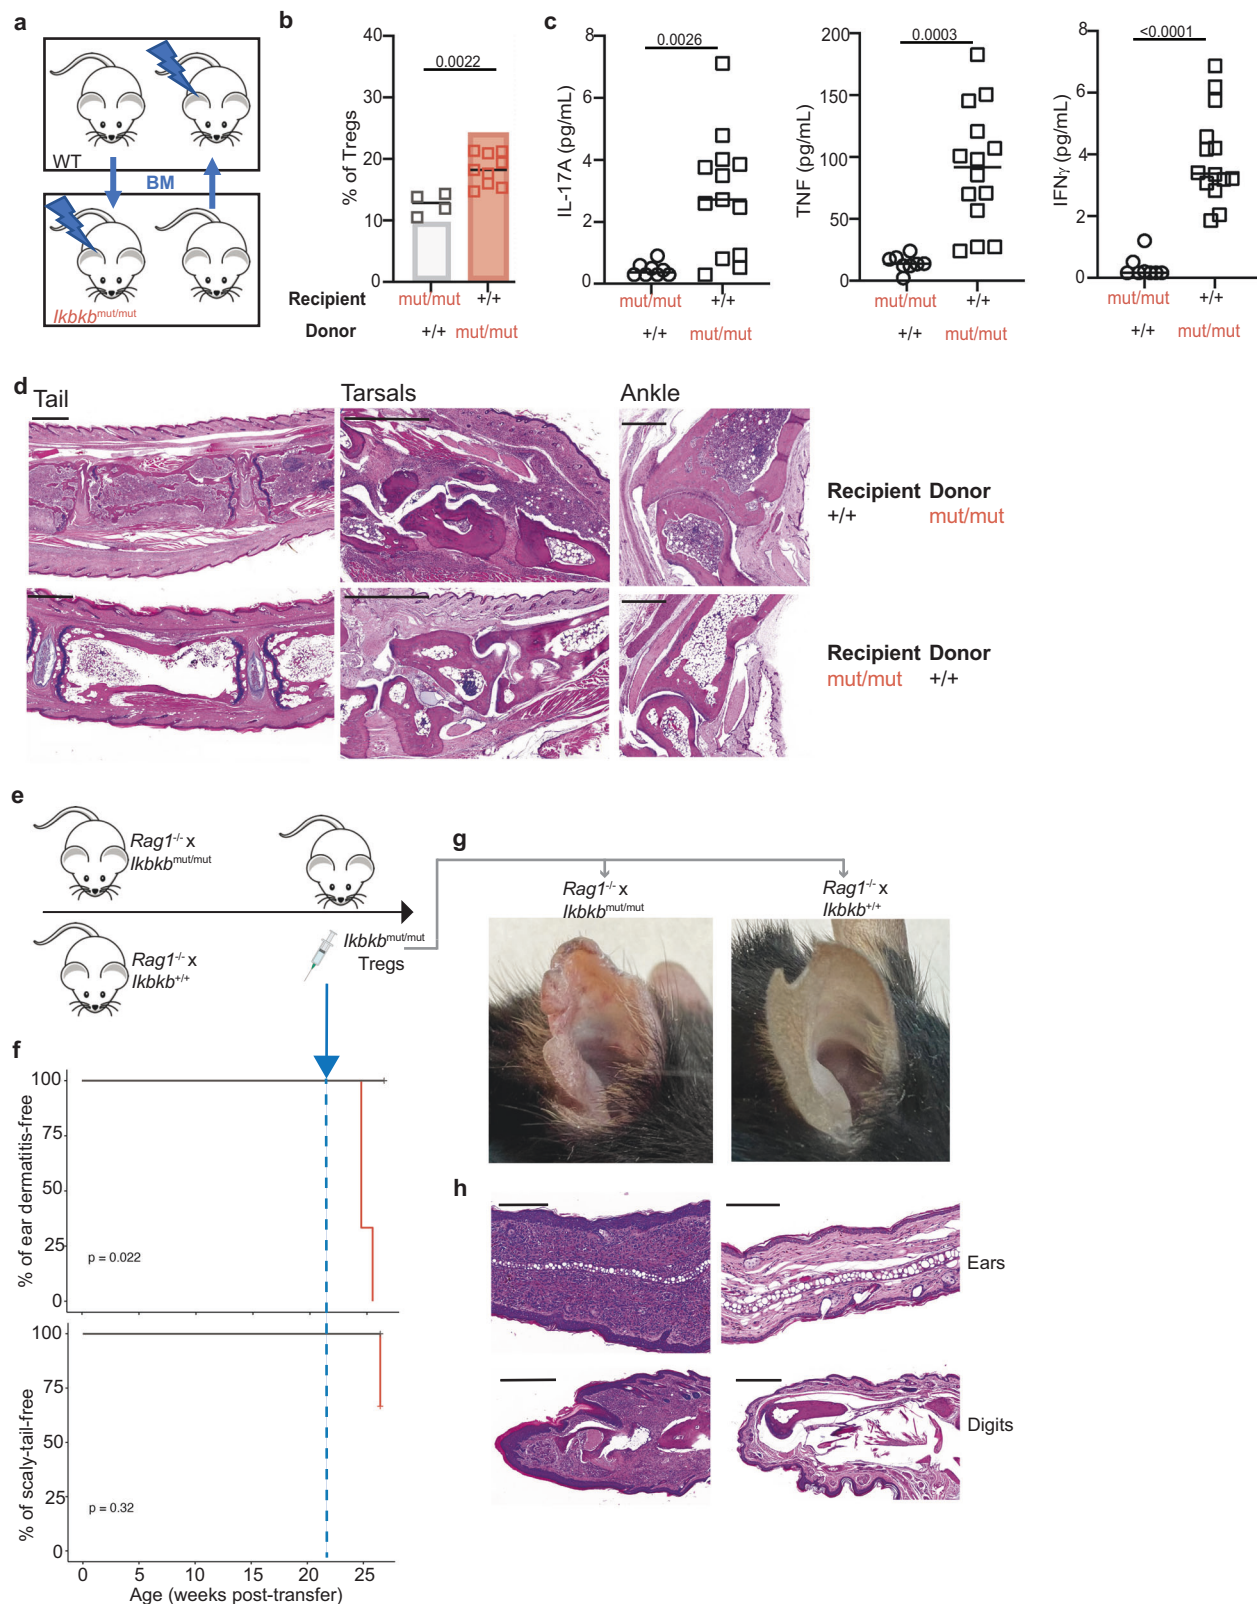 a
WT
BM
Ikbkb^mut/mut
b
% of Tregs
40
30
20
10
0
0.0022
Recipient mut/mut +/+
Donor +/+ mut/mut
c
IL-17A (pg/mL)
8
6
4
2
0
0.0026
mut/mut +/+
+/+ mut/mut
TNF (pg/mL)
200
150
100
50
0
0.0003
mut/mut +/+
+/+ mut/mut
IFNγ (pg/mL)
8
6
4
2
0
<0.0001
mut/mut +/+
+/+ mut/mut
d
Tail Tarsals Ankle
Recipient Donor
+/+ mut/mut
Recipient Donor
mut/mut +/+
e
Rag1-/- x
Ikbkb^mut/mut
Rag1-/- x
Ikbkb+/+
Ikbkb^mut/mut
Tregs
f
% of ear dermatitis-free
100
75
50
25
0
p = 0.022
% of scaly-tail-free
100
75
50
25
0
p = 0.32
0 5 10 15 20 25
Age (weeks post-transfer)
g
Rag1-/- x
Ikbkb^mut/mut
Rag1-/- x
Ikbkb+/+
h
Ears
Digits